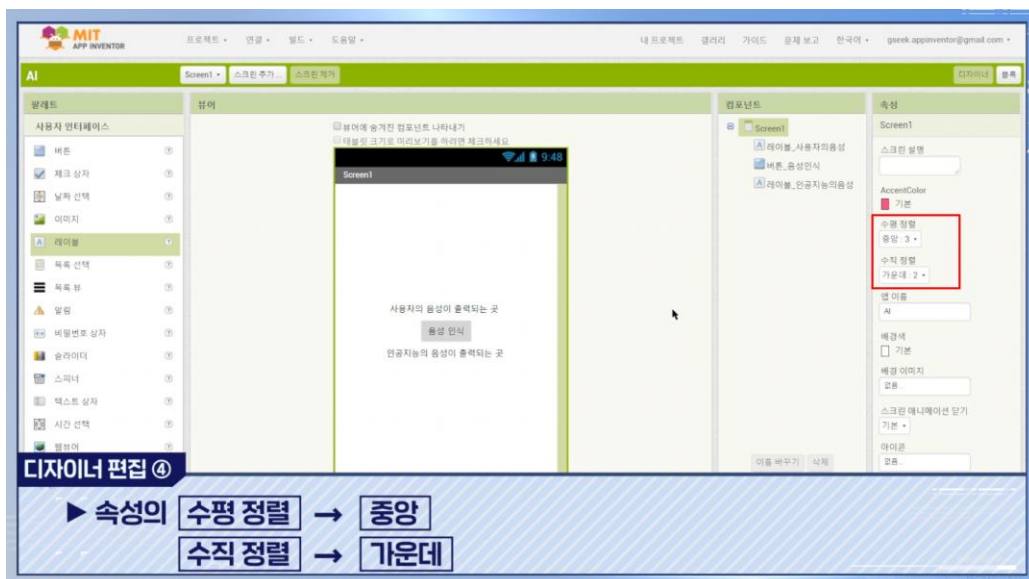 MIT
APP INVENTOR
프로젝트 연결 빌드 도움말
내 프로젝트 갤러리 가이드 문제 보고 한국어 gseek.appinventor@gmail.com
AI
Screen1 스크린 추가... 스크린 제거
디자이너 블록
팔레트
사용자 인터페이스
버튼
체크 상자
날짜 선택
이미지
레이블
목록 선택
목록 뷰
알림
비밀번호 상자
슬라이더
스피너
텍스트 상자
시간 선택
웹뷰어
뷰어
뷰어에 숨겨진 컴포넌트 나타내기
태블릿 크기로 미리보기를 하려면 체크하세요
9:48
Screen1
사용자의 음성이 출력되는 곳
음성 인식
인공지능의 음성이 출력되는 곳
컴포넌트
Screen1
레이블_사용자의음성
버튼_음성인식
레이블_인공지능의음성
이름 바꾸기 삭제
속성
Screen1
스크린 설명
AccentColor
기본
수평 정렬
중앙 : 3
수직 정렬
가운데 : 2
앱 이름
AI
배경색
기본
배경 이미지
없음...
스크린 애니메이션 닫기
기본
아이콘
없음...
디자이너 편집 ④
▶ 속성의 수평 정렬 → 중앙
수직 정렬 → 가운데